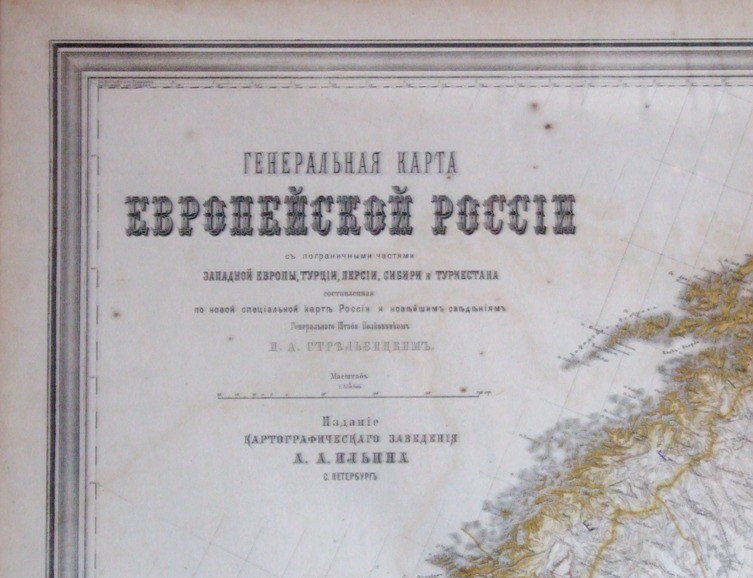 ГЕНЕРАЛЬНАЯ КАРТА
ЕВРОПЕЙСКОЙ РОССІИ
съ пограничными частями
ЗАПАДНОЙ ЕВРОПЫ, ТУРЦІИ, ПЕРСІИ, СИБИРИ и ТУРКЕСТАНА
составленная
по новой спеціальной картѣ Россіи и новѣйшимъ свѣдѣніямъ
Генеральнаго Штаба Полковникомъ
И. А. СТРѢЛЬБИЦКИМЪ.
Масштабъ
Изданіе
КАРТОГРАФИЧЕСКАГО ЗАВЕДЕНІЯ
А. А. ИЛЬИНА
С. ПЕТЕРБУРГЪ